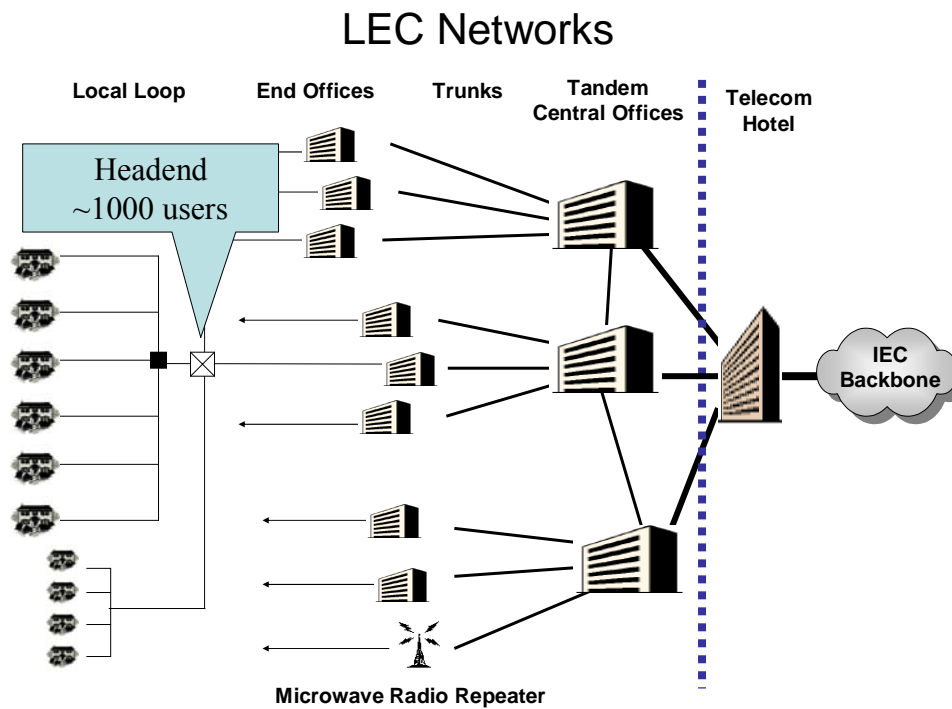 LEC Networks
Local Loop
End Offices
Trunks
Tandem
Central Offices
Telecom
Hotel
Headend
~1000 users
IEC
Backbone
Microwave Radio Repeater